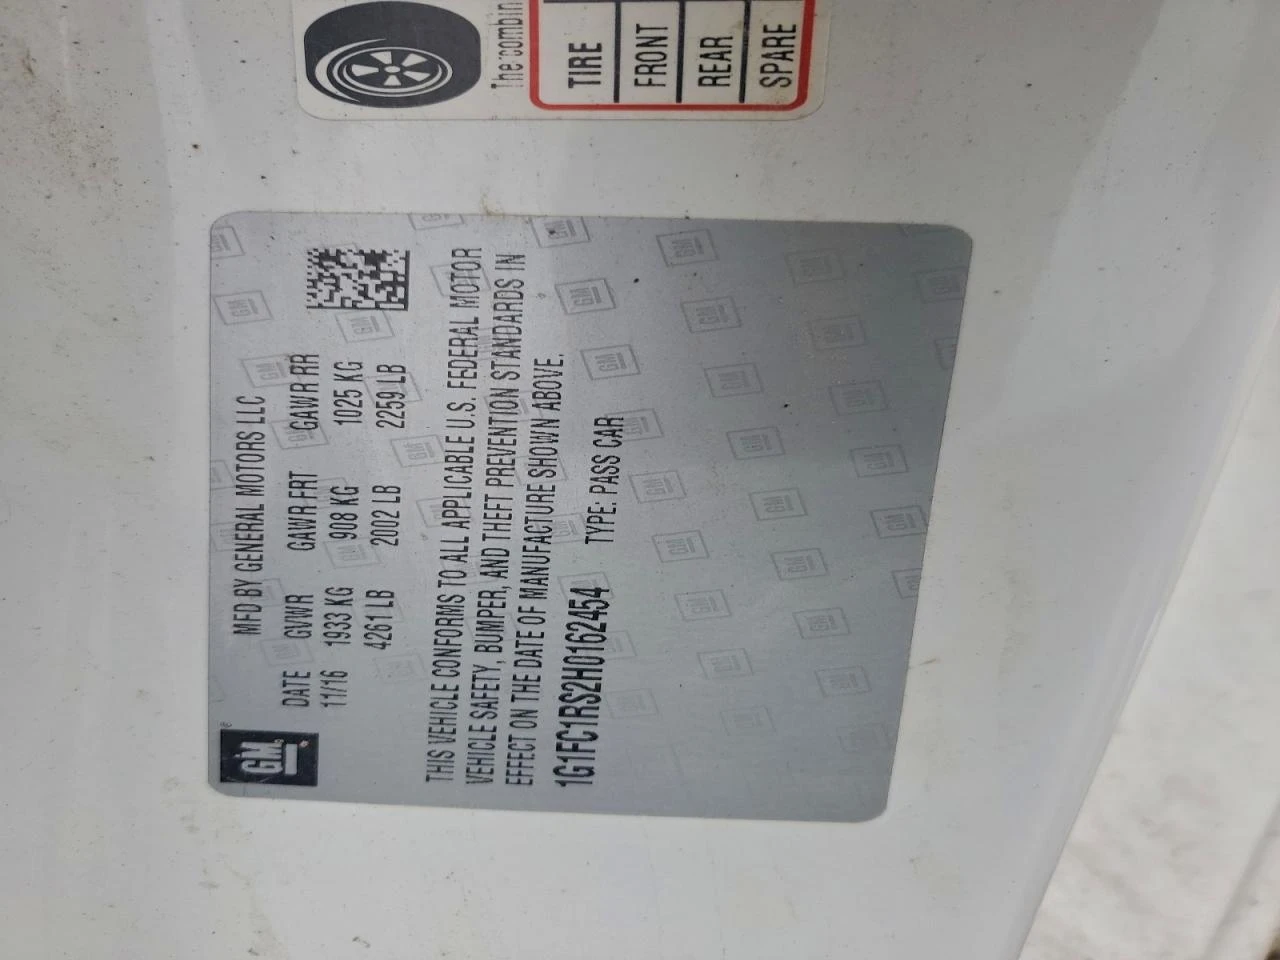 The combin
TIRE
FRONT
REAR
SPARE
GM ®
MFD BY GENERAL MOTORS LLC
DATE GVWR GAWR FRT GAWR RR
11/16 1933 KG 908 KG 1025 KG
4261 LB 2002 LB 2259 LB
THIS VEHICLE CONFORMS TO ALL APPLICABLE U.S. FEDERAL MOTOR
VEHICLE SAFETY, BUMPER, AND THEFT PREVENTION STANDARDS IN
EFFECT ON THE DATE OF MANUFACTURE SHOWN ABOVE.
1G1FC1RS2H0162454 TYPE: PASS CAR